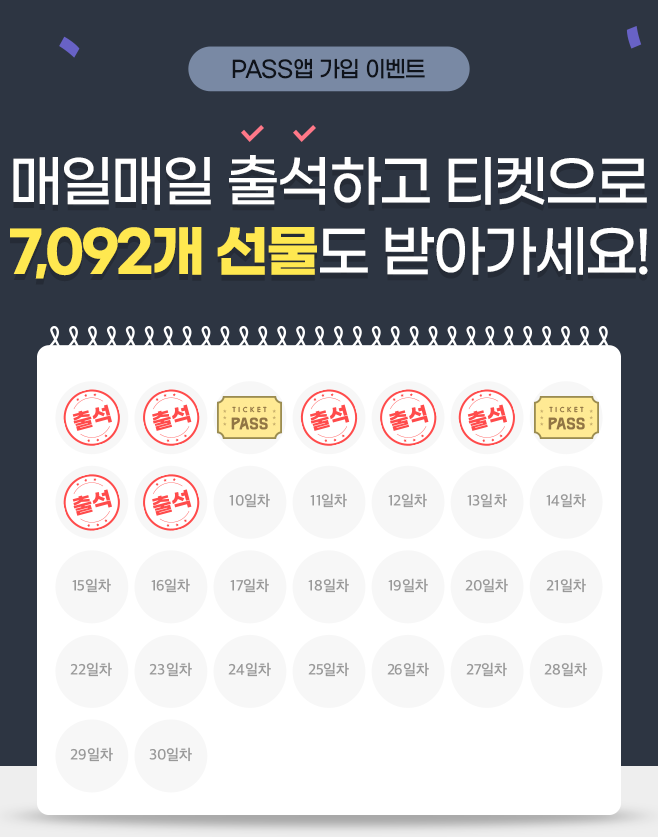 PASS앱 가입 이벤트
매일매일 출석하고 티켓으로
7,092개 선물도 받아가세요!
출석 출석 TICKET PASS 출석 출석 출석 TICKET PASS
출석 출석 10일차 11일차 12일차 13일차 14일차
15일차 16일차 17일차 18일차 19일차 20일차 21일차
22일차 23일차 24일차 25일차 26일차 27일차 28일차
29일차 30일차